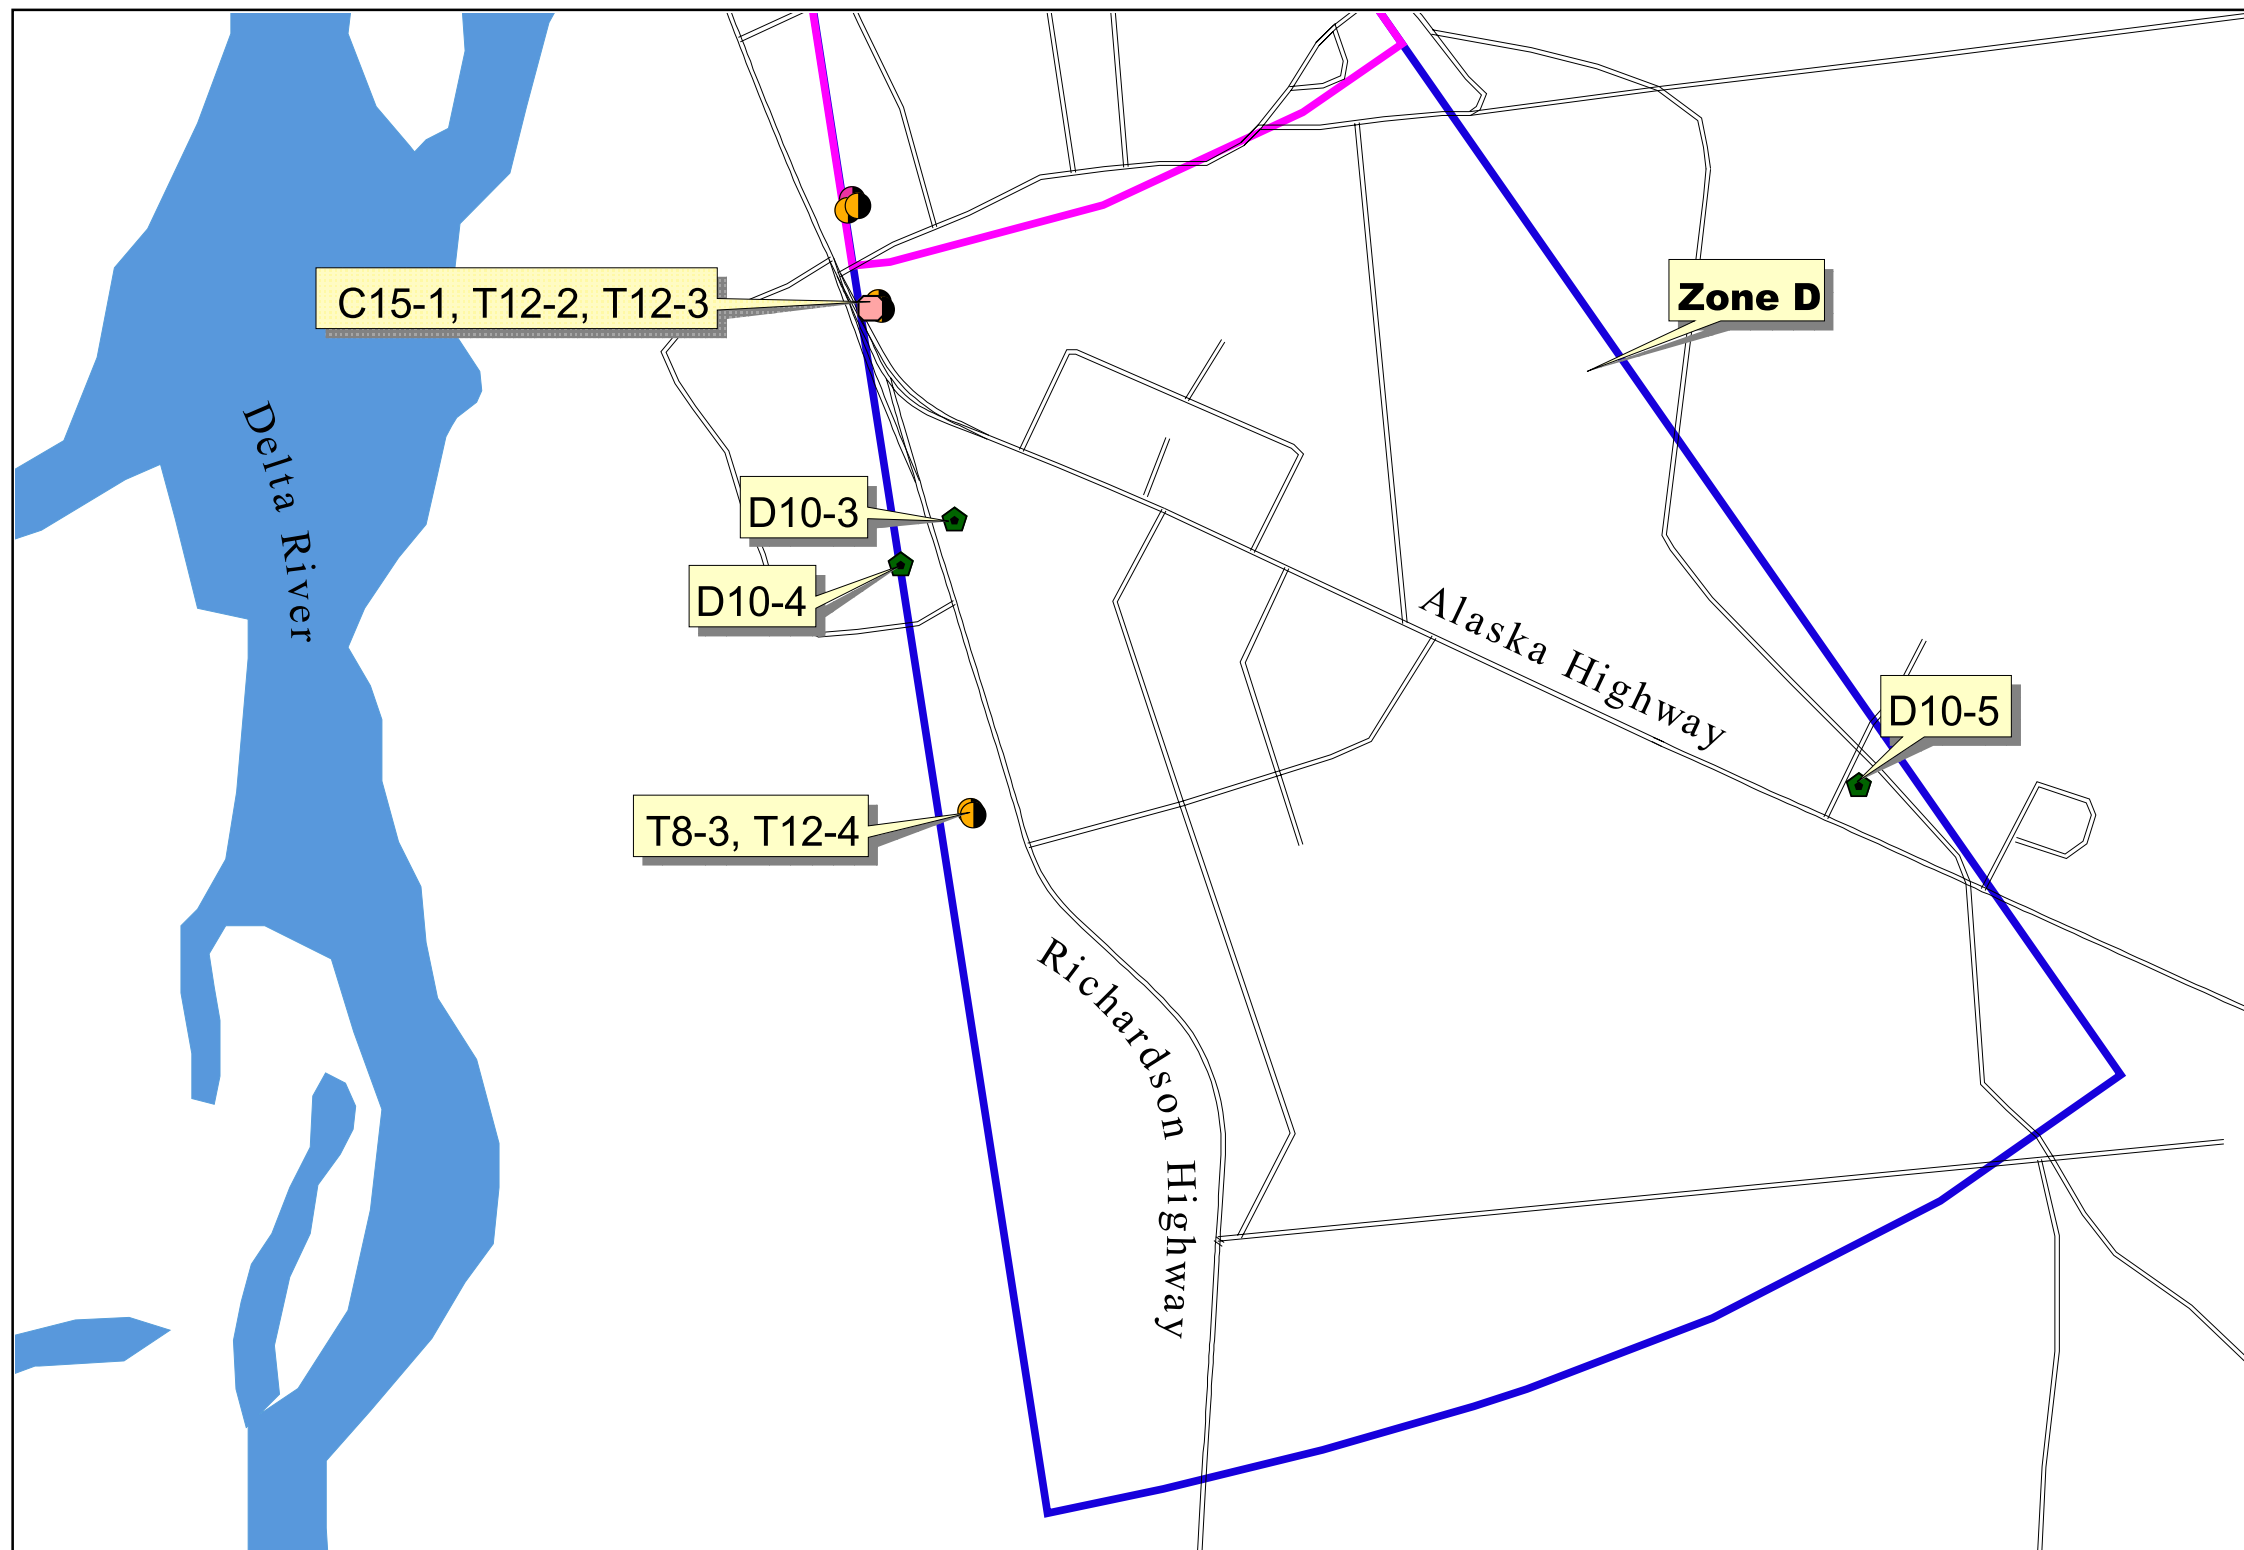 C15-1, T12-2, T12-3
Zone D
Delta River
D10-3
D10-4
Alaska Highway
D10-5
T8-3, T12-4
Richardson Highway